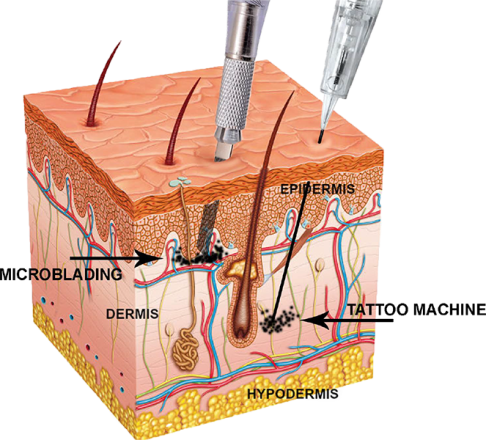 EPIDERMIS
MICROBLADING
DERMIS
TATTOO MACHINE
HYPODERMIS